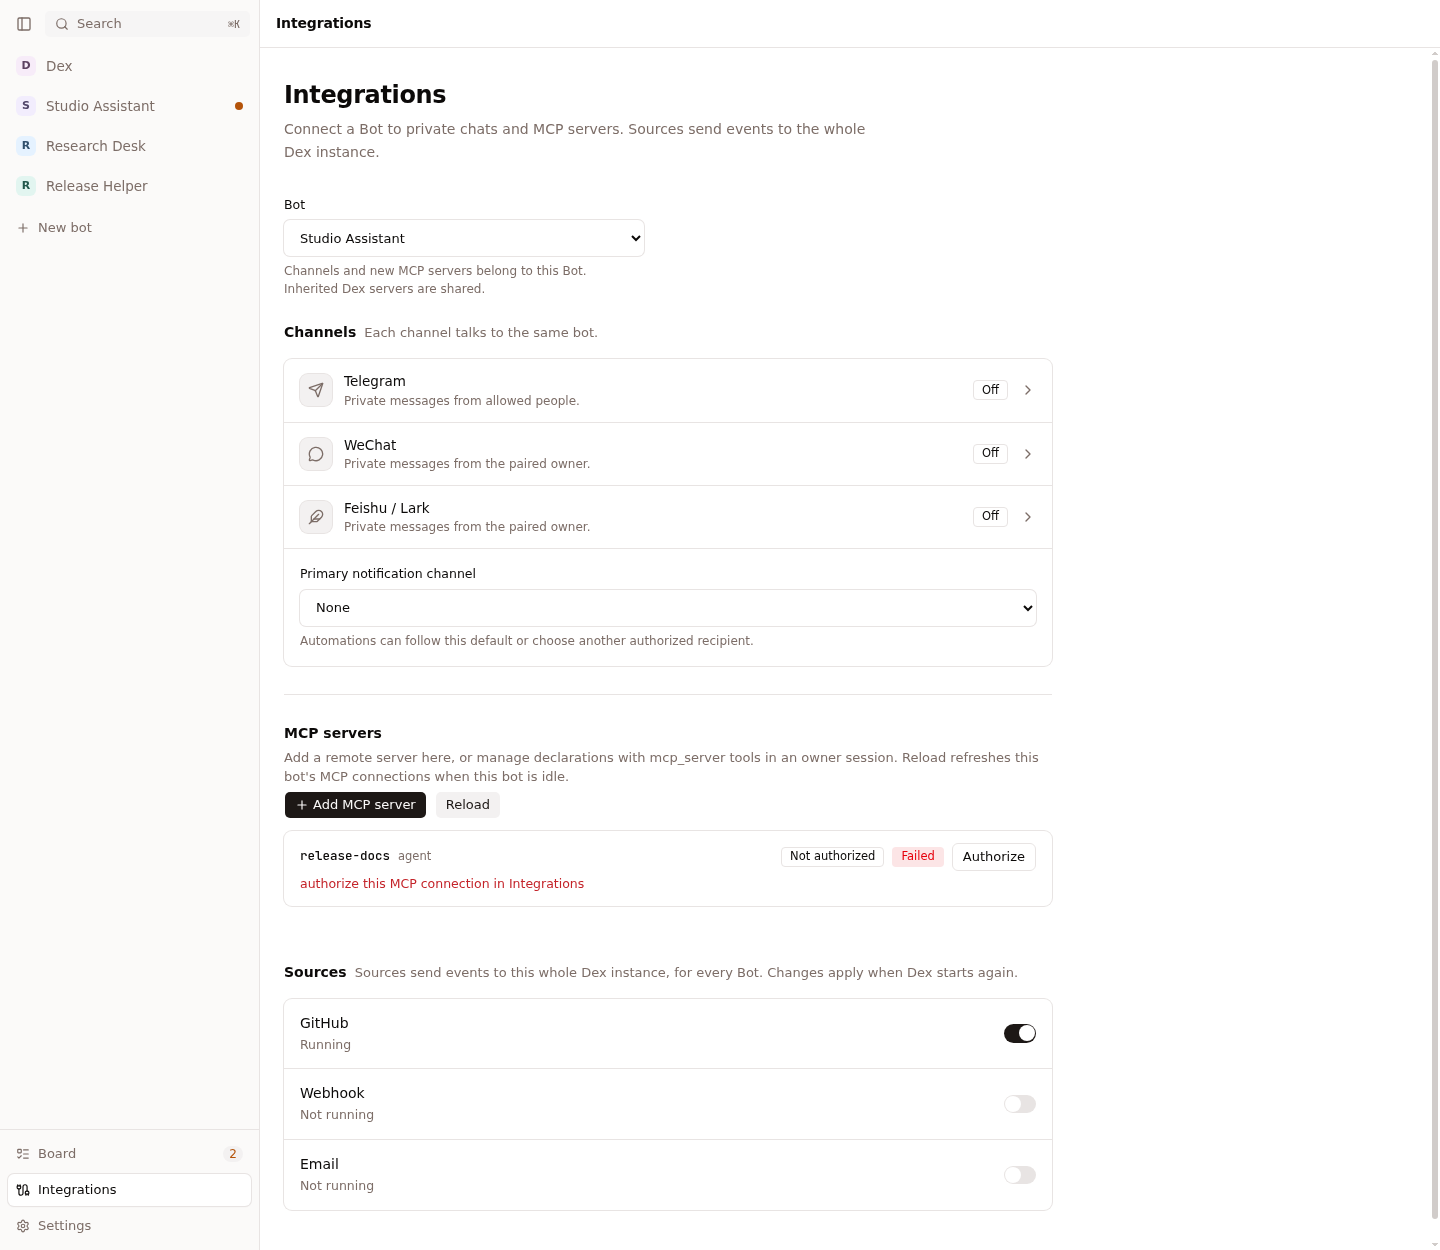 Search
⌘K
D Dex
S Studio Assistant
R Research Desk
R Release Helper
New bot
Board 2
Integrations
Settings
Integrations
Integrations
Connect a Bot to private chats and MCP servers. Sources send events to the whole
Dex instance.
Bot
Studio Assistant
Channels and new MCP servers belong to this Bot.
Inherited Dex servers are shared.
Channels Each channel talks to the same bot.
Telegram
Private messages from allowed people.
Off
WeChat
Private messages from the paired owner.
Off
Feishu / Lark
Private messages from the paired owner.
Off
Primary notification channel
None
Automations can follow this default or choose another authorized recipient.
MCP servers
Add a remote server here, or manage declarations with mcp_server tools in an owner session. Reload refreshes this
bot's MCP connections when this bot is idle.
Add MCP server Reload
release-docs agent Not authorized Failed Authorize
authorize this MCP connection in Integrations
Sources Sources send events to this whole Dex instance, for every Bot. Changes apply when Dex starts again.
GitHub
Running
Webhook
Not running
Email
Not running